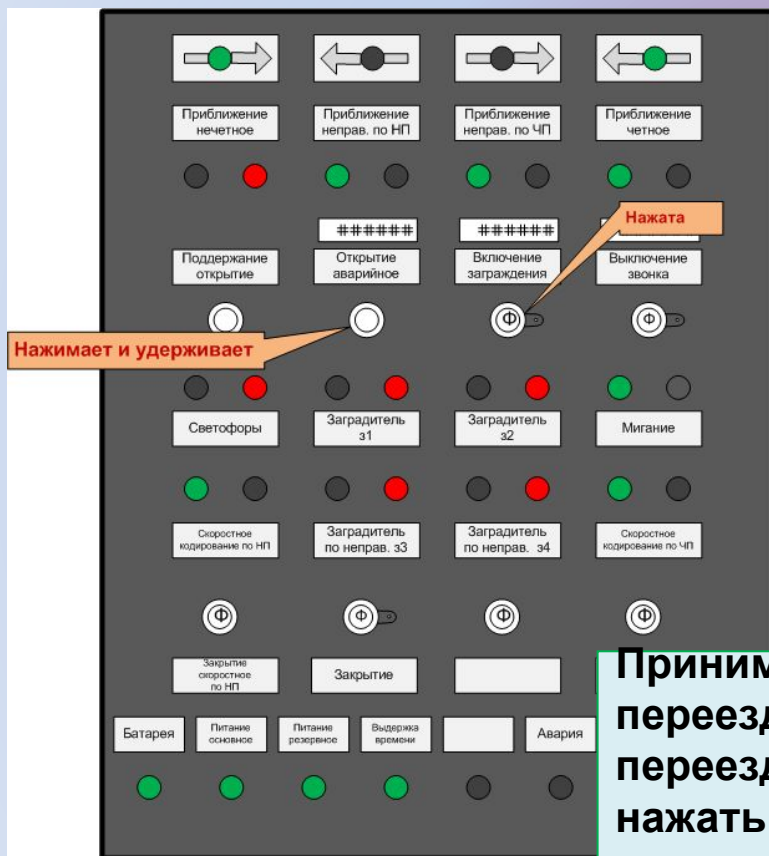 Приближение нечетное
Приближение неправ. по НП
Приближение неправ. по ЧП
Приближение четное
######
######
Нажата
Поддержание открытие
Открытие аварийное
Включение заграждения
Выключение звонка
Ф
Ф
Нажимает и удерживает
Светофоры
Заградитель з1
Заградитель з2
Мигание
Скоростное кодирование по НП
Заградитель по неправ. з3
Заградитель по неправ. з4
Скоростное кодирование по ЧП
Ф
Ф
Ф
Ф
Закрытие скоростное по НП
Закрытие
Батарея
Питание основное
Питание резервное
Выдержка времени
Авария
переезд
переезд
нажать